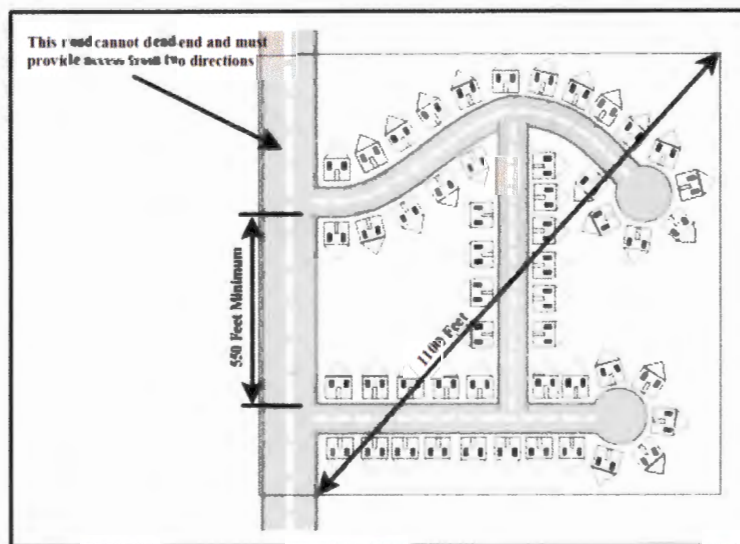 This road cannot dead-end and must
provide access from two directions
550 Feet Minimum
1100 Feet